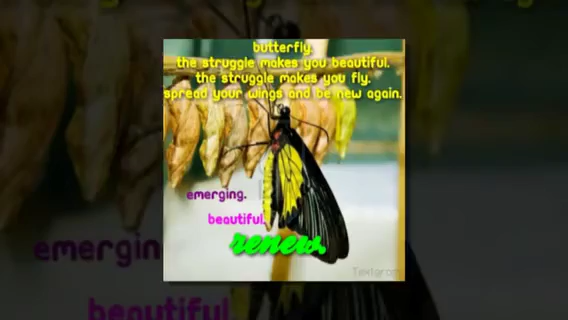 butterfly.
the struggle makes you beautiful.
the struggle makes you fly.
spread your wings and be new again.
emerging.
beautiful.
renew.
Textgram
emerging
beautiful